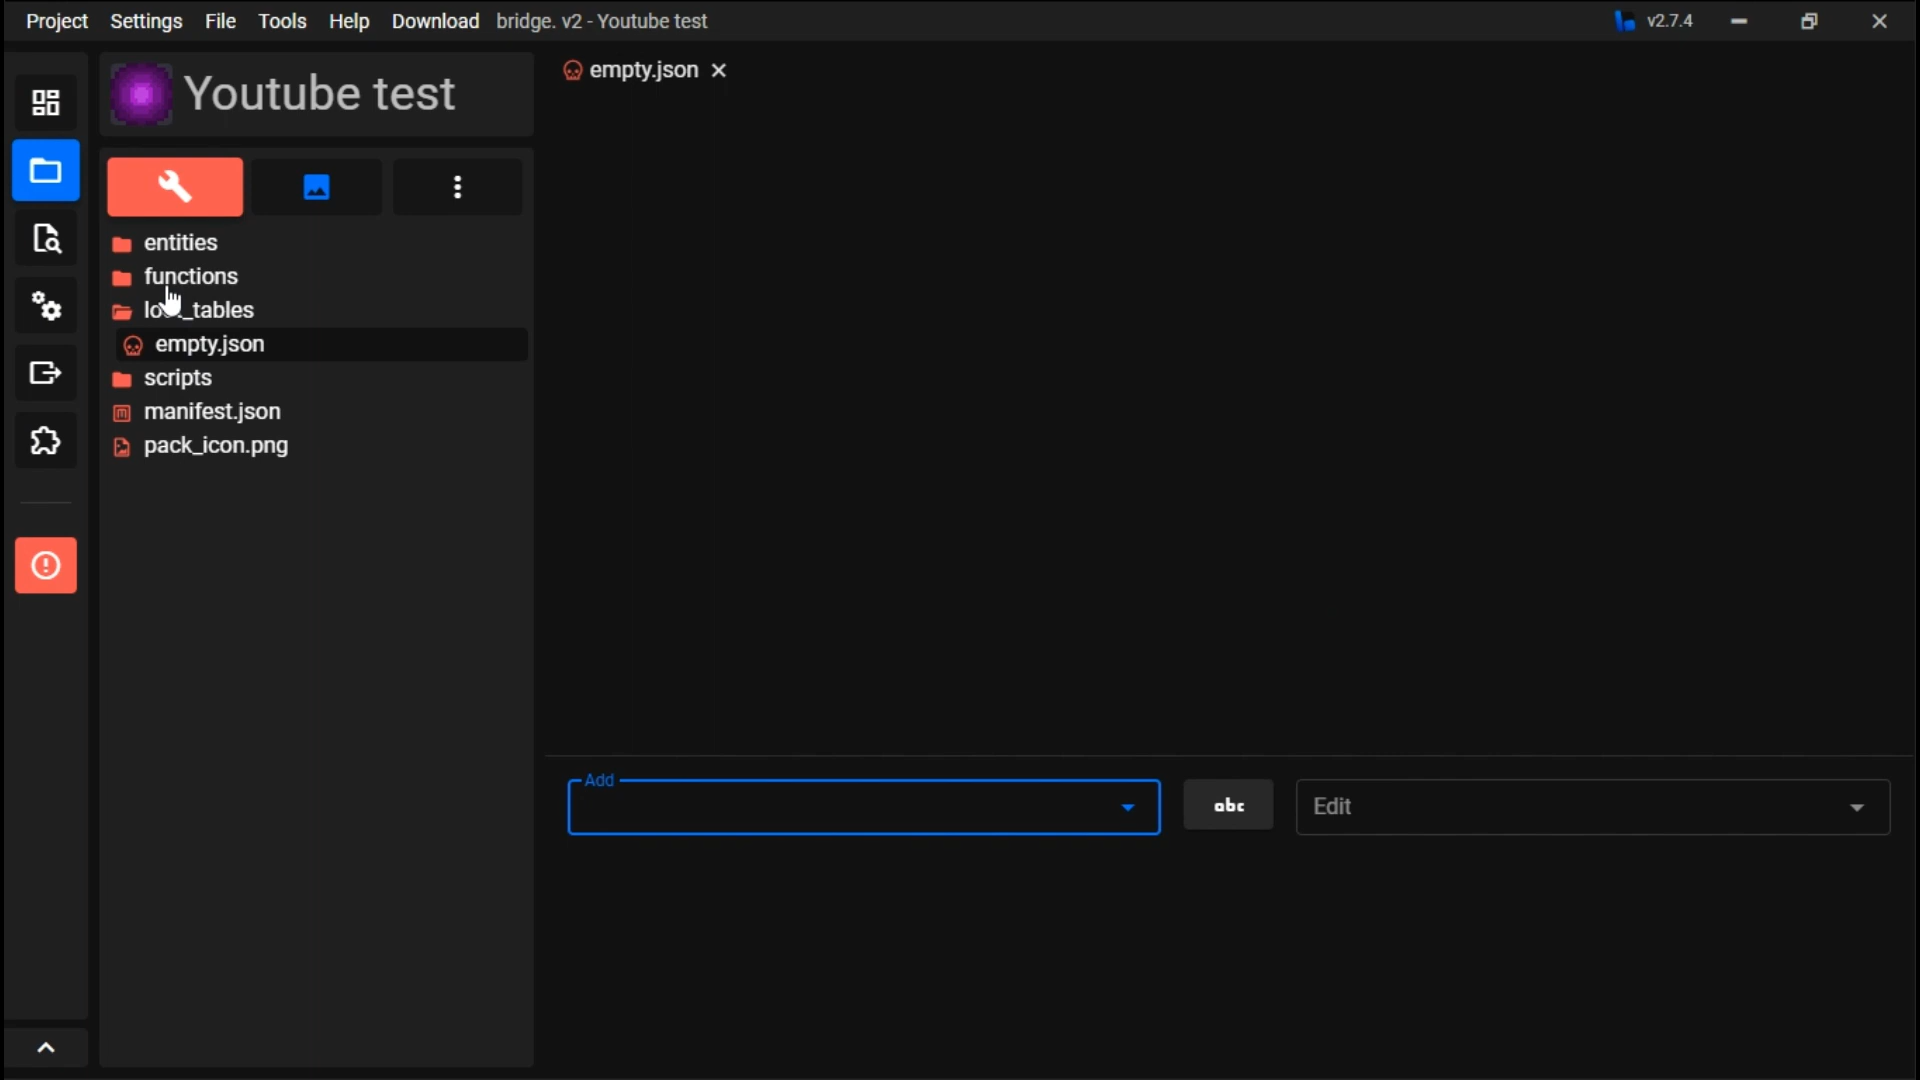 Project Settings File Tools Help Download bridge. v2 - Youtube test
v2.7.4
Youtube test
empty.json
entities
functions
empty.json
scripts
manifest.json
pack_icon.png
Add
abc
Edit